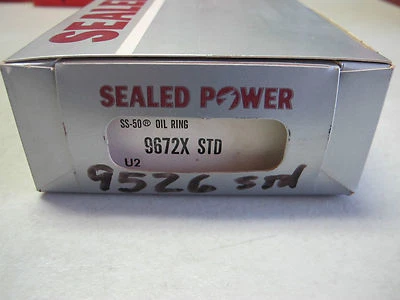 SEALED POWER
SS-50® OIL RING
9672X STD
U2
9526 STD